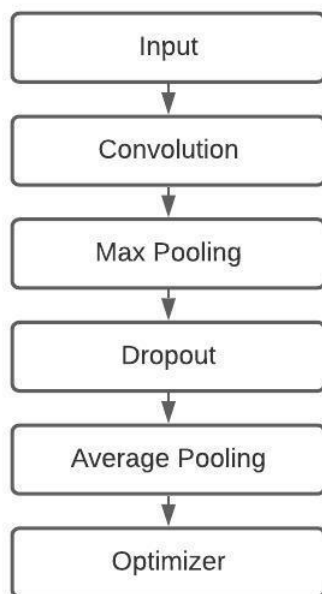 Input
Convolution
Max Pooling
Dropout
Average Pooling
Optimizer